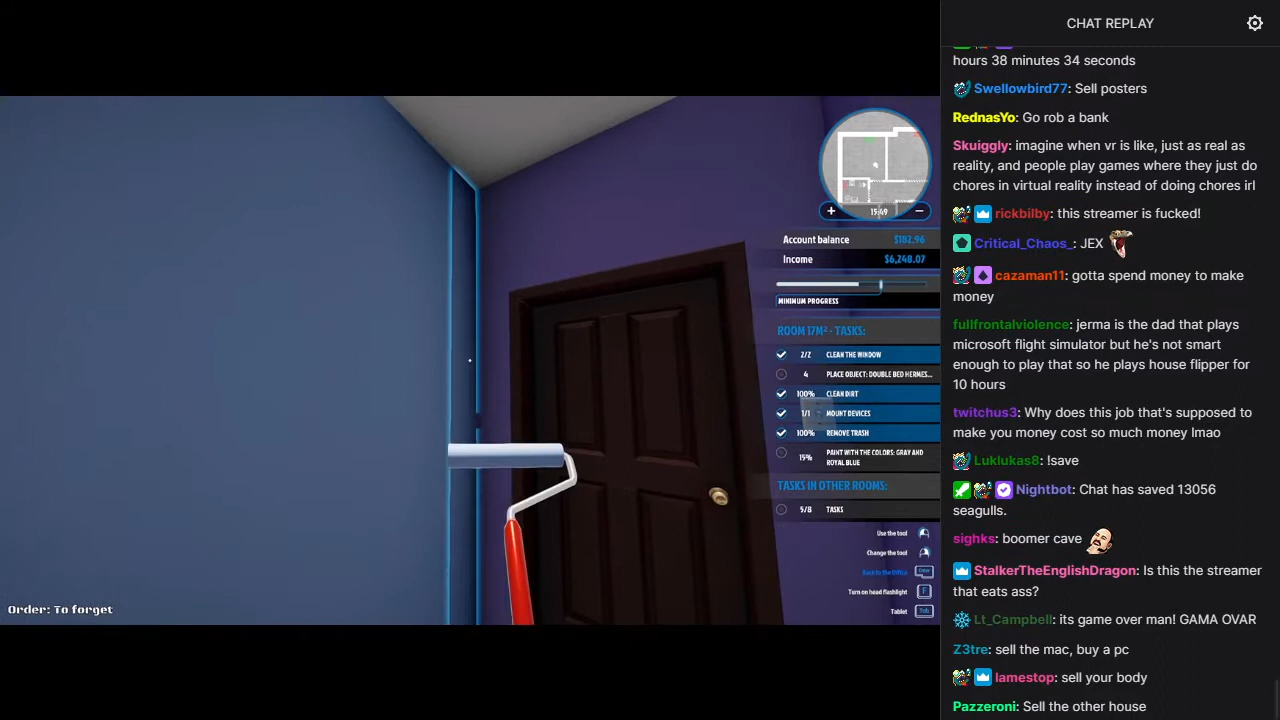 15:49
Account balance $182.96
Income $6,248.07
MINIMUM PROGRESS
ROOM 17M² - TASKS:
2/2 CLEAN THE WINDOW
4 PLACE OBJECT: DOUBLE BED HERMES...
100% CLEAN DIRT
1/1 MOUNT DEVICES
100% REMOVE TRASH
15% PAINT WITH THE COLORS: GRAY AND
ROYAL BLUE
TASKS IN OTHER ROOMS:
5/8 TASKS
Use the tool
Change the tool
Back to the Office
Turn on head flashlight F
Tablet Tab
Order: To forget
CHAT REPLAY
hours 38 minutes 34 seconds
Swellowbird77: Sell posters
RednasYo: Go rob a bank
Skuiggly: imagine when vr is like, just as real as
reality, and people play games where they just do
chores in virtual reality instead of doing chores irl
rickbilby: this streamer is fucked!
Critical_Chaos_: JEX
cazaman11: gotta spend money to make
money
fullfrontalviolence: jerma is the dad that plays
microsoft flight simulator but he's not smart
enough to play that so he plays house flipper for
10 hours
twitchus3: Why does this job that's supposed to
make you money cost so much money lmao
Luklukas8: !save
Nightbot: Chat has saved 13056
seagulls.
sighks: boomer cave
StalkerTheEnglishDragon: Is this the streamer
that eats ass?
Lt_Campbell: its game over man! GAMA OVAR
Z3tre: sell the mac, buy a pc
lamestop: sell your body
Pazzeroni: Sell the other house